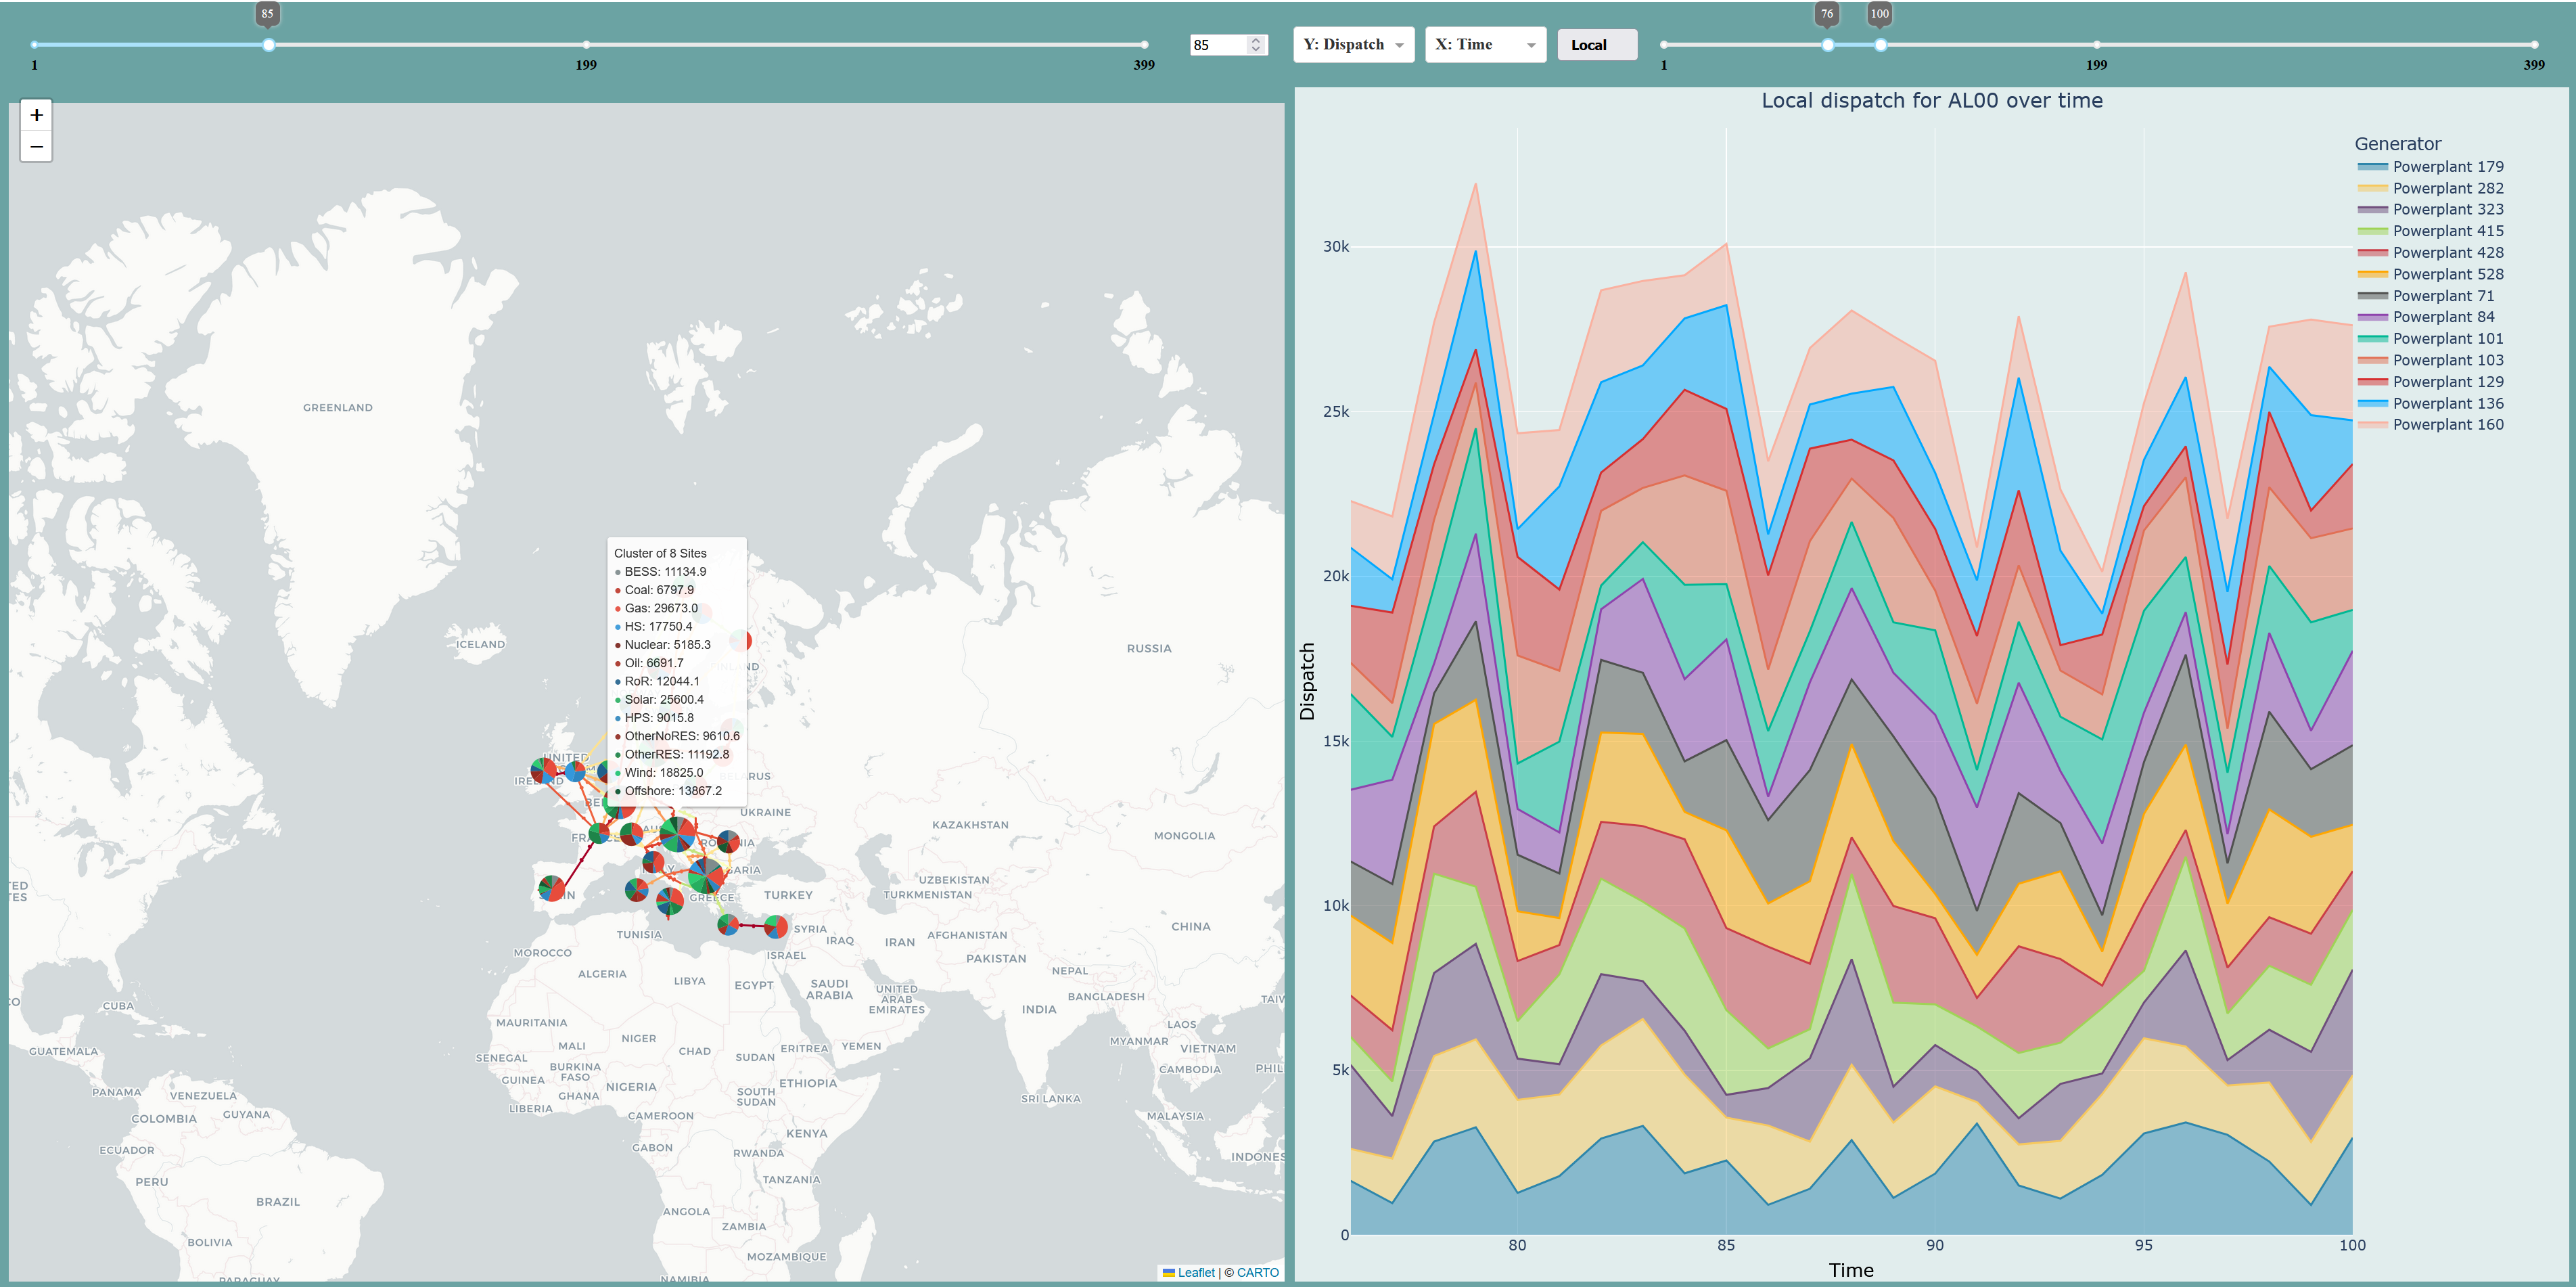 85
76
100
85
Y: Dispatch
X: Time
Local
1
199
399
1
199
399
+
−
Local dispatch for AL00 over time
Generator
Powerplant 179
Powerplant 282
Powerplant 323
Powerplant 415
Powerplant 428
Powerplant 528
Powerplant 71
Powerplant 84
Powerplant 101
Powerplant 103
Powerplant 129
Powerplant 136
Powerplant 160
30k
25k
20k
15k
10k
5k
0
80
85
90
95
100
Dispatch
Time
GREENLAND
ICELAND
RUSSIA
Cluster of 8 Sites
BESS: 11134.9
Coal: 6797.9
Gas: 29673.0
HS: 17750.4
Nuclear: 5185.3
Oil: 6691.7
RoR: 12044.1
Solar: 25600.4
HPS: 9015.8
OtherNoRES: 9610.6
OtherRES: 11192.8
Wind: 18825.0
Offshore: 13867.2
UNITED
UKRAINE
KAZAKHSTAN
MONGOLIA
UZBEKISTAN
TURKMENISTAN
GREECE
TURKEY
CHINA
TUNISIA
SYRIA
IRAQ
IRAN
AFGHANISTAN
MOROCCO
ISRAEL
PAKISTAN
ALGERIA
LIBYA
EGYPT
SAUDI
ARABIA
NEPAL
UNITED
ARAB
EMIRATES
BANGLADESH
CUBA
INDIA
MAURITANIA
LAOS
MALI
NIGER
CHAD
SUDAN
ERITREA
YEMEN
MYANMAR
VIETNAM
GUATEMALA
SENEGAL
BURKINA
FASO
CAMBODIA
PHIL
GUINEA
NIGERIA
ETHIOPIA
PANAMA
VENEZUELA
GHANA
SOUTH
SUDAN
SRI LANKA
LIBERIA
COLOMBIA
GUYANA
CAMEROON
MALAYSIA
KENYA
ECUADOR
GABON
RWANDA
INDONES
PERU
TANZANIA
BRAZIL
ANGOLA
ZAMBIA
BOLIVIA
MOZAMBIQUE
NAMIBIA
PARAGUAY
Leaflet | © CARTO